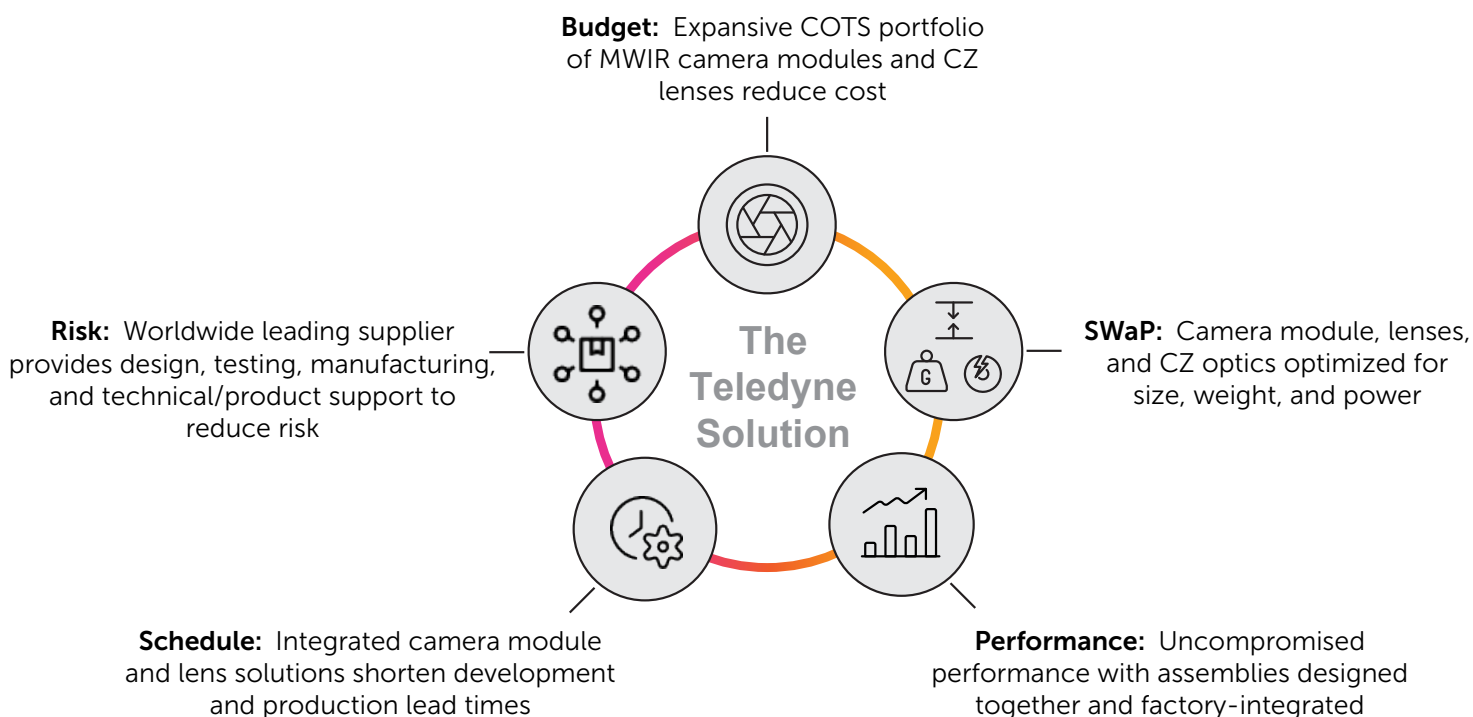 Budget: Expansive COTS portfolio
of MWIR camera modules and CZ
lenses reduce cost
Risk: Worldwide leading supplier
provides design, testing, manufacturing,
and technical/product support to
reduce risk
The
Teledyne
Solution
G
SWaP: Camera module, lenses,
and CZ optics optimized for
size, weight, and power
Schedule: Integrated camera module
and lens solutions shorten development
and production lead times
Performance: Uncompromised
performance with assemblies designed
together and factory-integrated